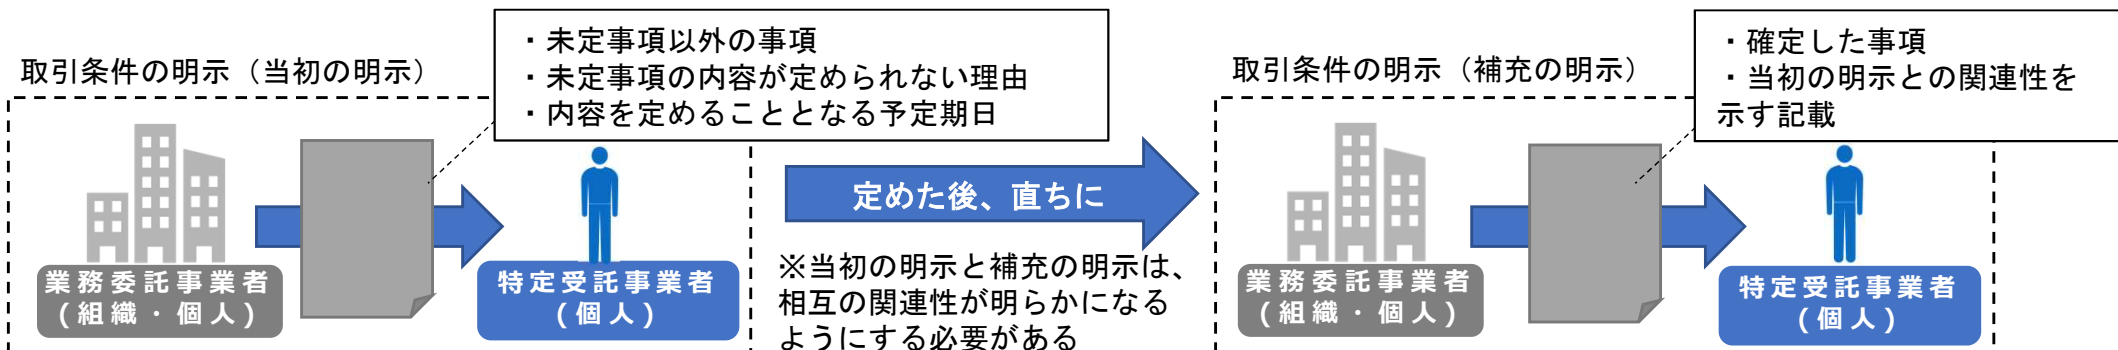 取引条件の明示（当初の明示）
・未定事項以外の事項
・未定事項の内容が定められない理由
・内容を定めることとなる予定期日
業務委託事業者
(組織・個人)
特定受託事業者
(個人)
定めた後、直ちに
※当初の明示と補充の明示は、
相互の関連性が明らかになる
ようにする必要がある
取引条件の明示（補充の明示）
・確定した事項
・当初の明示との関連性を
示す記載
業務委託事業者
(組織・個人)
特定受託事業者
(個人)